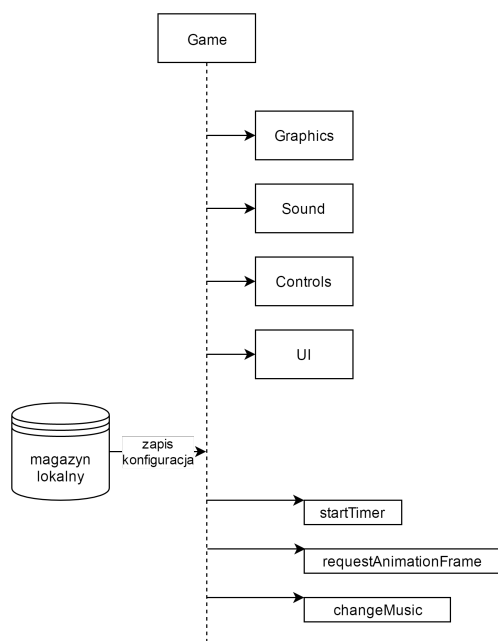 Game
Graphics
Sound
Controls
UI
zapis
konfiguracja
magazyn
lokalny
startTimer
requestAnimationFrame
changeMusic